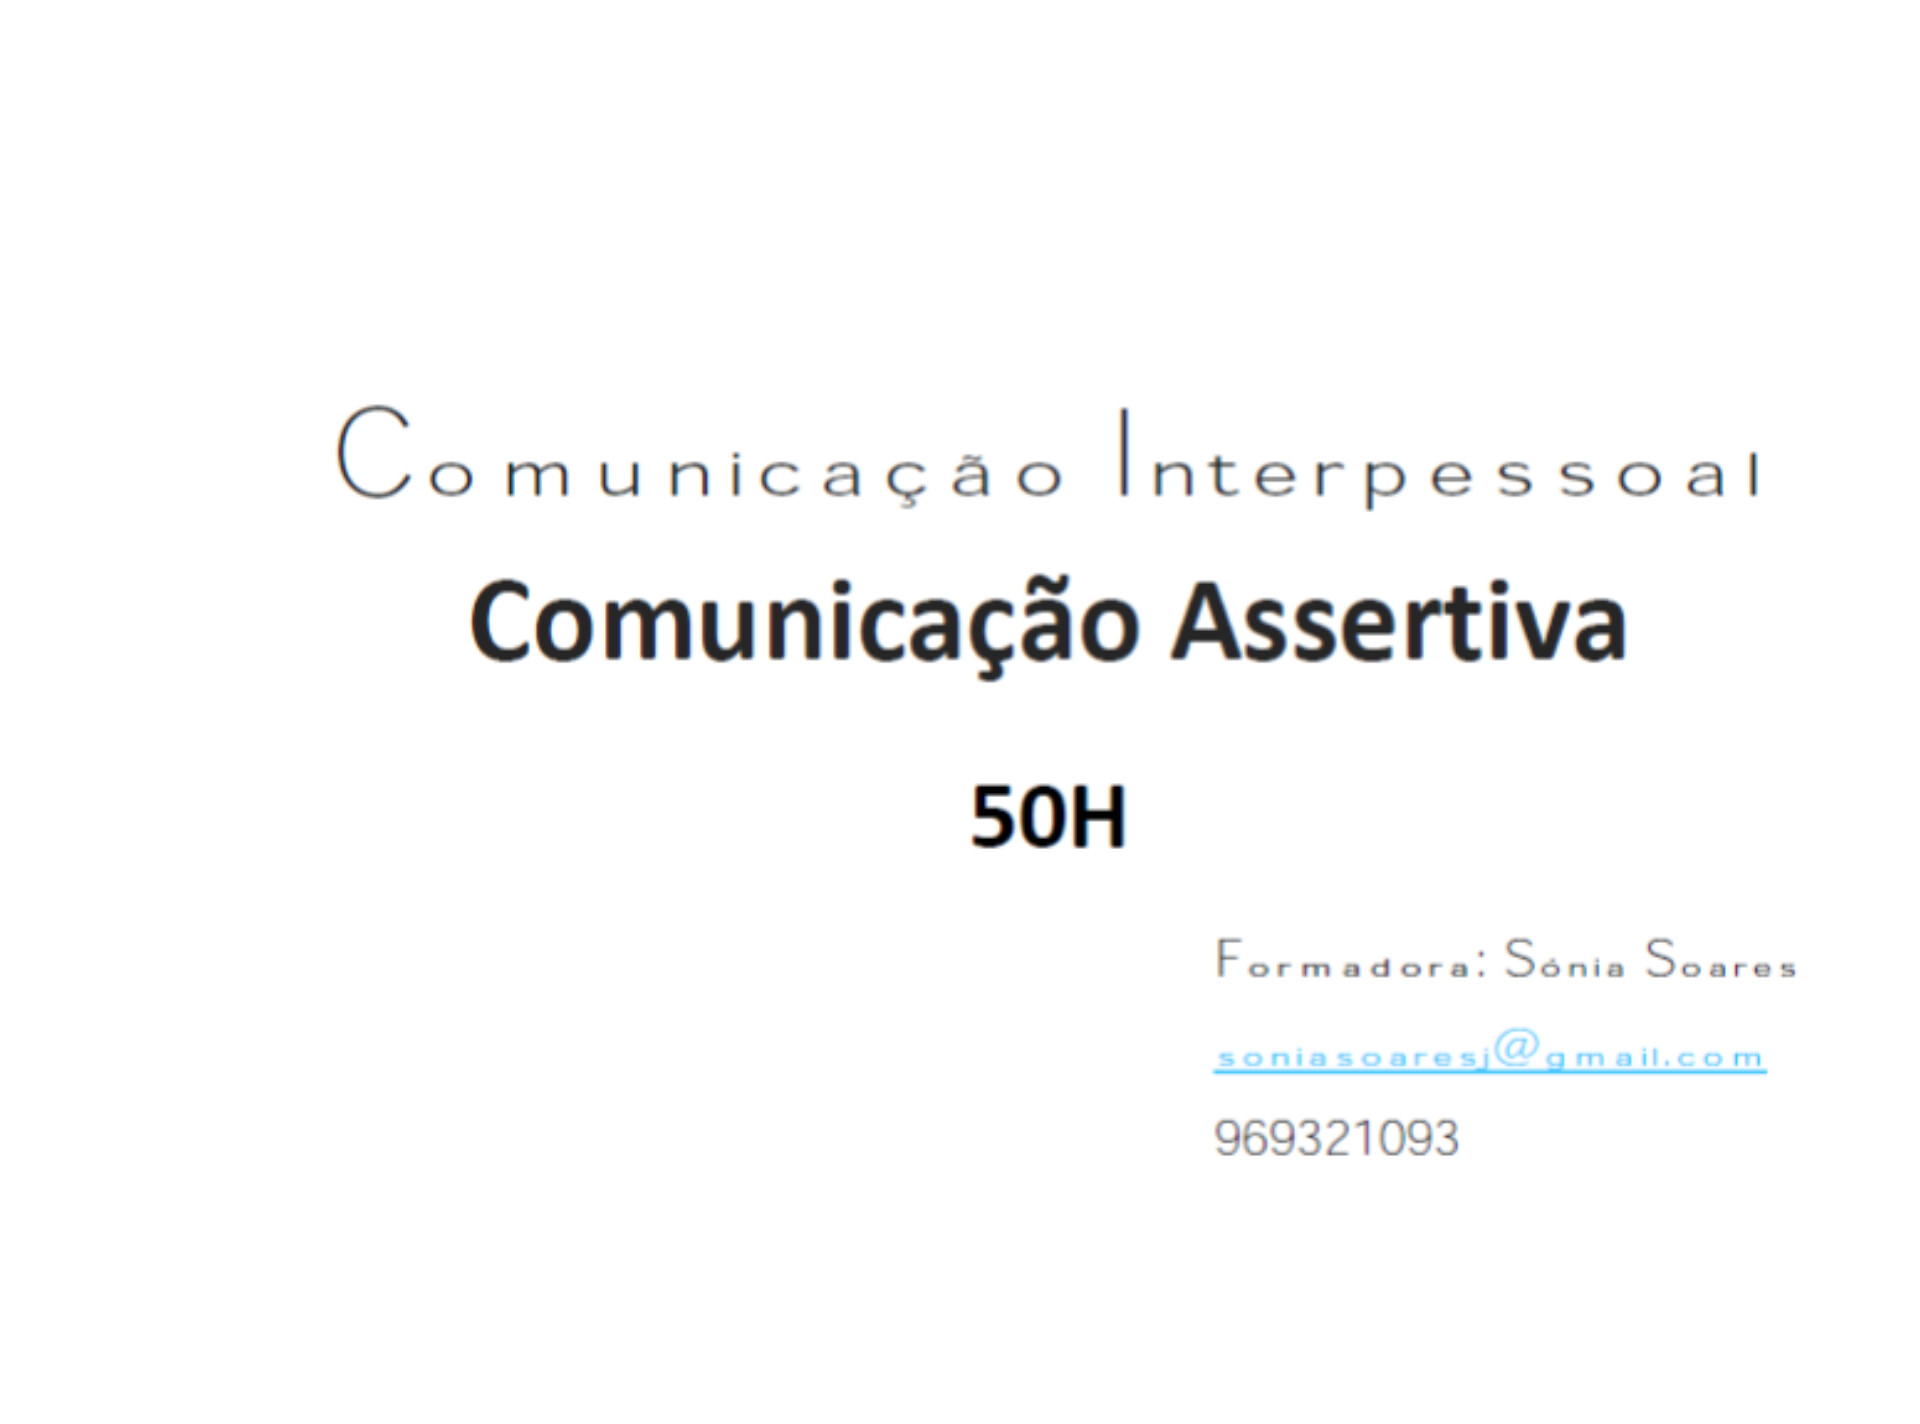 Comunicação Interpessoal
Comunicação Assertiva
50H
Formadora: Sónia Soares
soniasoaresj@gmail.com
969321093